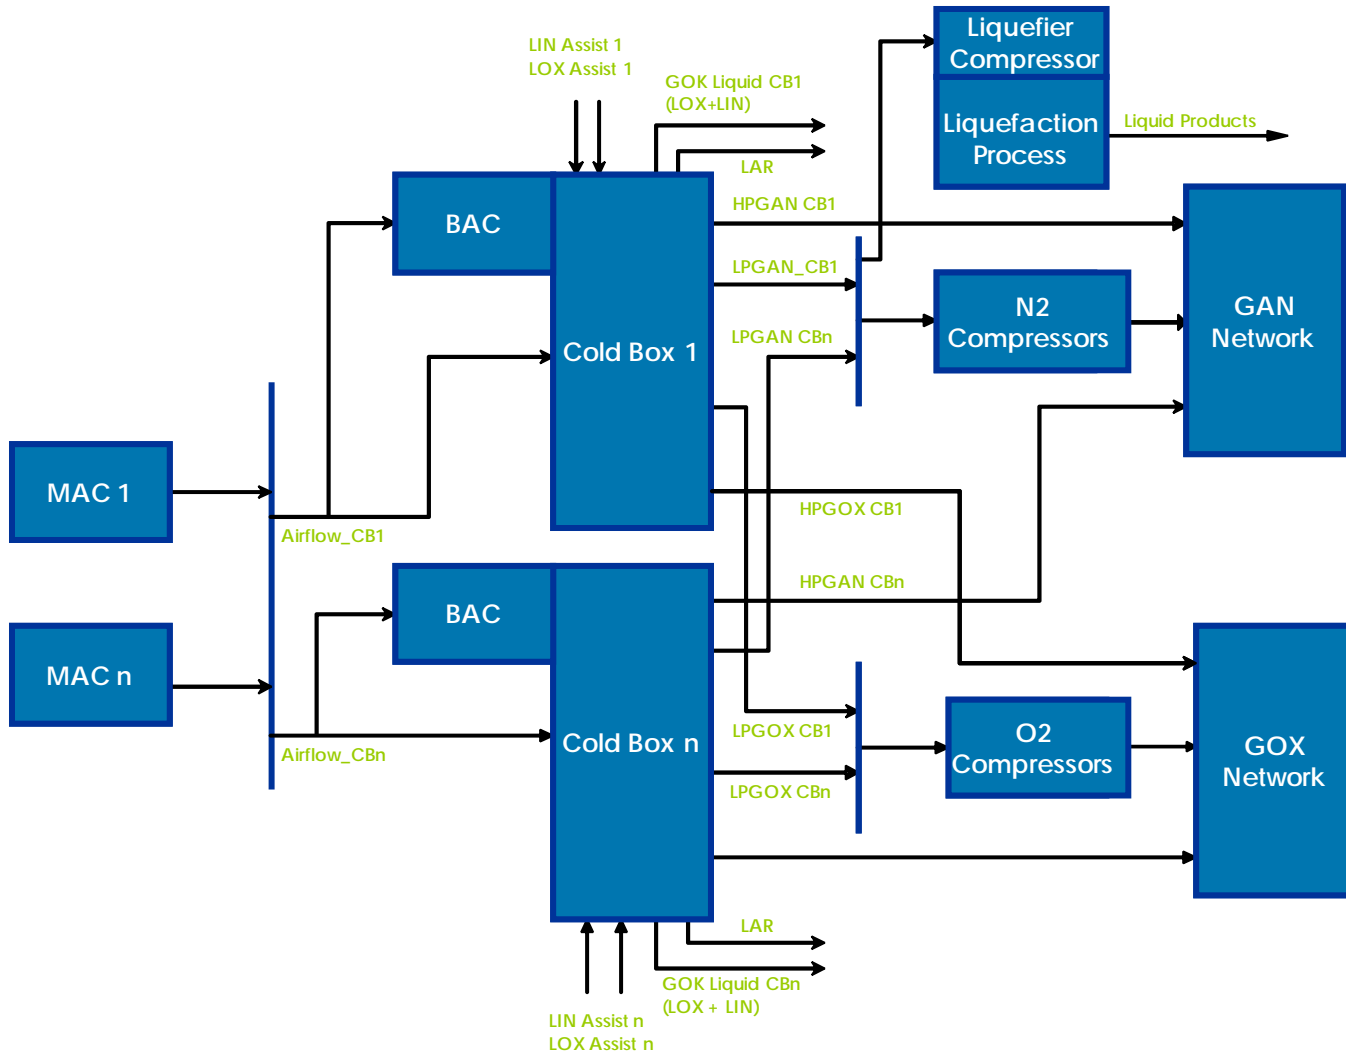 Liquefier
Compressor
LIN Assist 1
LOX Assist 1
GOK Liquid CB1
(LOX+LIN)
Liquefaction
Process
Liquid Products
LAR
BAC
HPGAN CB1
LPGAN_CB1
N2
Compressors
GAN
Network
Cold Box 1
LPGAN CBn
MAC 1
HPGOX CB1
Airflow_CB1
HPGAN CBn
BAC
MAC n
Cold Box n
LPGOX CB1
O2
Compressors
GOX
Network
Airflow_CBn
LPGOX CBn
LAR
GOK Liquid CBn
(LOX + LIN)
LIN Assist n
LOX Assist n